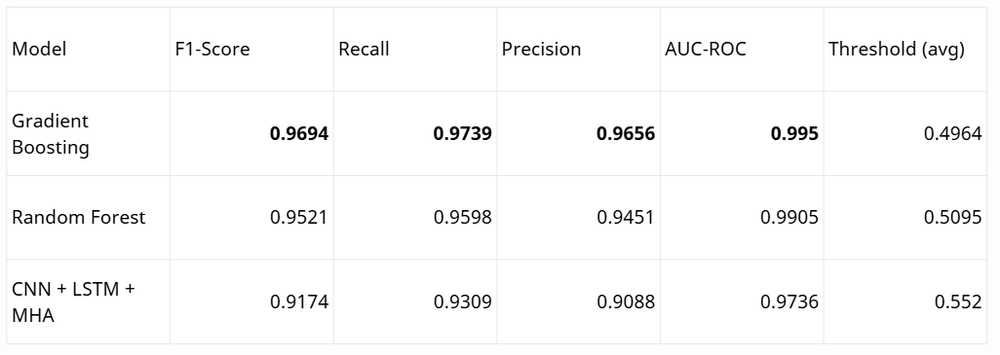 Model F1-Score Recall Precision AUC-ROC Threshold (avg)
Gradient
Boosting
0.9694 0.9739 0.9656 0.995 0.4964
Random Forest 0.9521 0.9598 0.9451 0.9905 0.5095
CNN + LSTM +
MHA
0.9174 0.9309 0.9088 0.9736 0.552